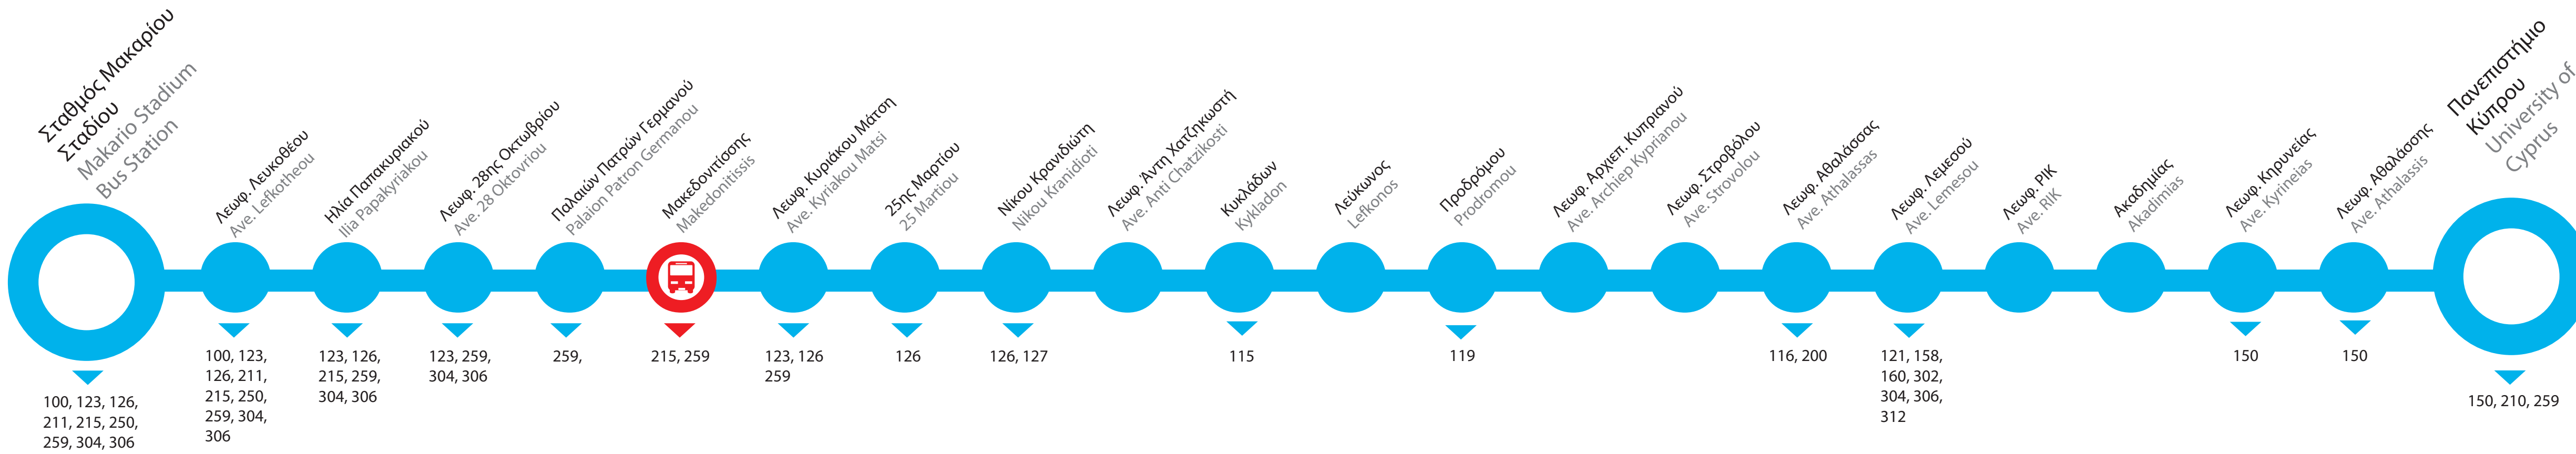 Σταθμός Μακαρίου
Σταδίου
Makario Stadium
Bus Station
100, 123, 126,
211, 215, 250,
259, 304, 306
Λεωφ. Λευκοθέου
Ave. Lefkotheou
100, 123,
126, 211,
215, 250,
259, 304,
306
Ηλία Παπακυριακού
Ilia Papakyriakou
123, 126,
215, 259,
304, 306
Λεωφ. 28ης Οκτωβρίου
Ave. 28 Oktovriou
123, 259,
304, 306
Παλαιών Πατρών Γερμανού
Palaion Patron Germanou
259,
Μακεδοντίσσης
Makedonitissis
215, 259
Λεωφ. Κυριάκου Μάτση
Ave. Kyriakou Matsi
123, 126
259
25ης Μαρτίου
25 Martiou
126
Νίκου Κρανιδιώτη
Nikou Kranidioti
126, 127
Λεωφ. Άντη Χατζηκωστή
Ave. Anti Chatzikosti
Κυκλάδων
Kykladon
115
Λεύκωνος
Lefkonos
Προδρόμου
Prodromou
119
Λεωφ. Αρχιεπ. Κυπριανού
Ave. Archiep Kyprianou
Λεωφ. Στροβόλου
Ave. Strovolou
Λεωφ. Αθαλάσσας
Ave. Athalassas
116, 200
Λεωφ. Λεμεσού
Ave. Lemesou
121, 158,
160, 302,
304, 306,
312
Λεωφ. ΡΙΚ
Ave. RIK
Ακαδημίας
Akadimias
Λεωφ. Κηρυνείας
Ave. Kyrineias
150
Λεωφ. Αθαλάσσης
Ave. Athalassis
150
Πανεπιστήμιο
Κύπρου
University of
Cyprus
150, 210, 259